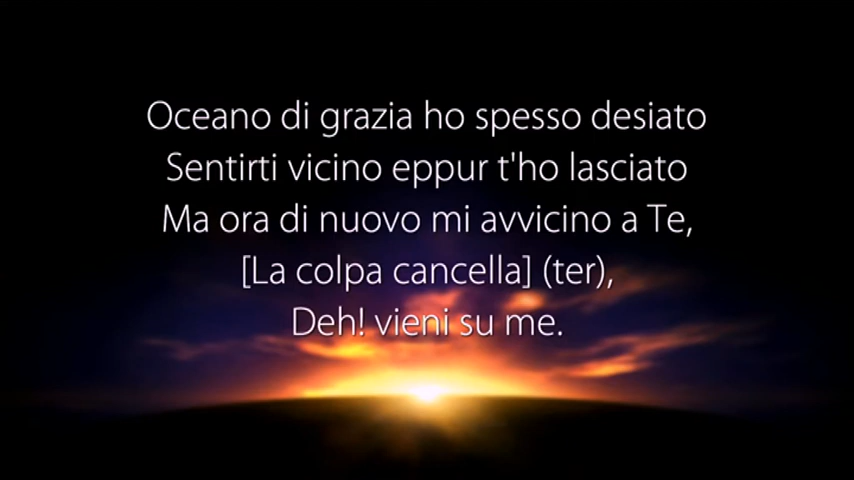 Oceano di grazia ho spesso desiato
Sentirti vicino eppur t'ho lasciato
Ma ora di nuovo mi avvicino a Te,
[La colpa cancella] (ter),
Deh! vieni su me.